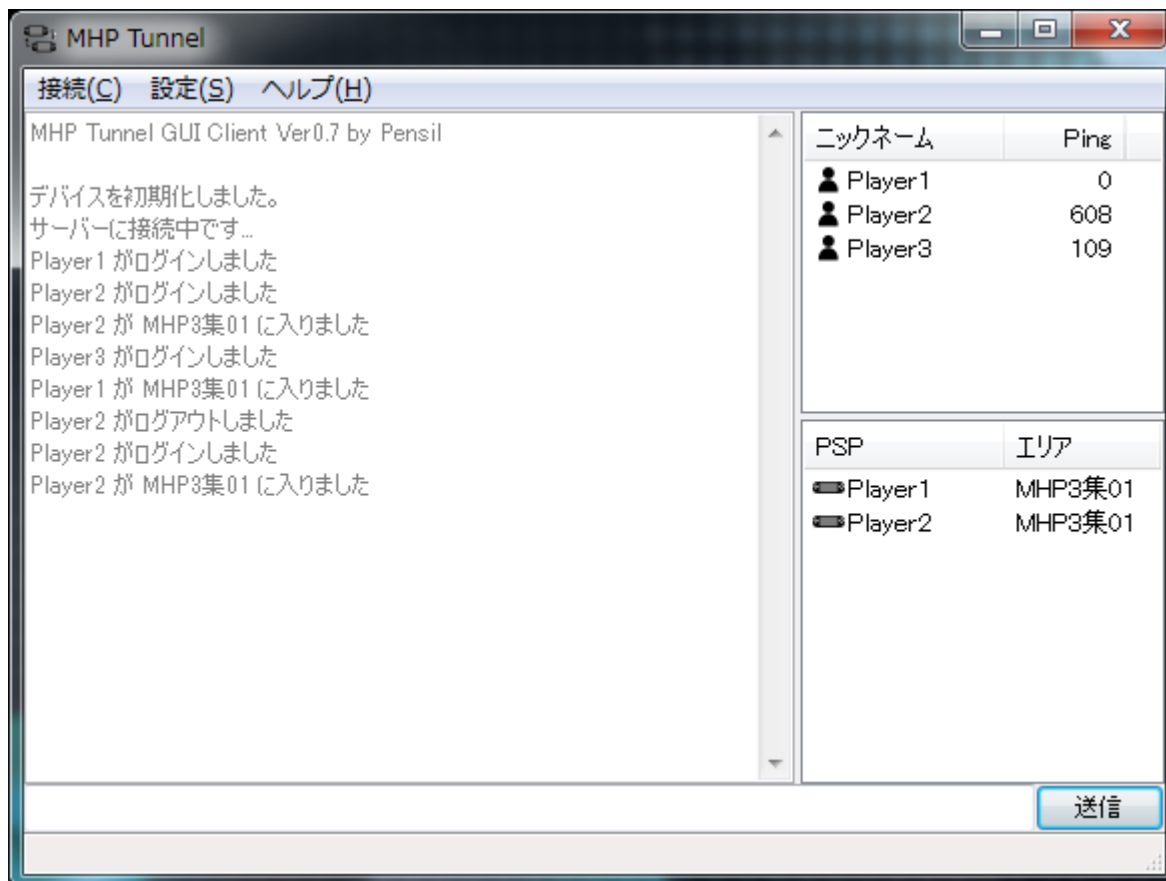 MHP Tunnel
接続(C) 設定(S) ヘルプ(H)
MHP Tunnel GUI Client Ver0.7 by Pensil
デバイスを初期化しました。
サーバーに接続中です...
Player1 がログインしました
Player2 がログインしました
Player2 が MHP3集01 に入りました
Player3 がログインしました
Player1 が MHP3集01 に入りました
Player2 がログアウトしました
Player2 がログインしました
Player2 が MHP3集01 に入りました
ニックネーム Ping
Player1 0
Player2 608
Player3 109
PSP エリア
Player1 MHP3集01
Player2 MHP3集01
送信